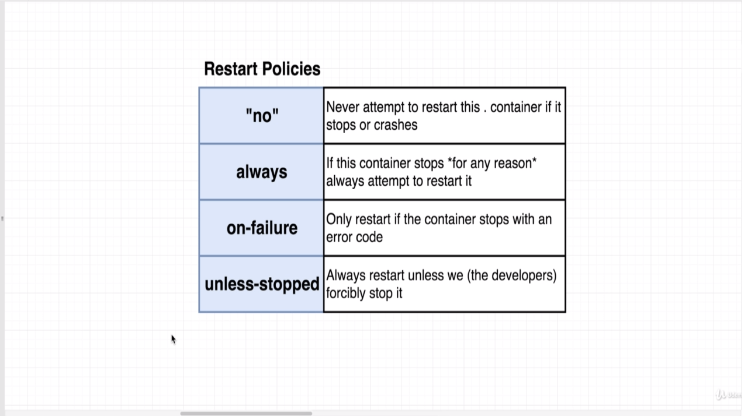 Restart Policies
"no"
Never attempt to restart this . container if it
stops or crashes
always
If this container stops *for any reason*
always attempt to restart it
on-failure
Only restart if the container stops with an
error code
unless-stopped
Always restart unless we (the developers)
forcibly stop it